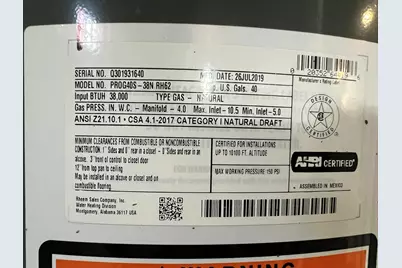 Manufacturer's Rating Label
SERIAL NO. Q301931640 MFG. DATE: 26JUL2019
MODEL NO. PROG40S-38N RH62 Cap. U.S. Gals. 40
Input BTUH 38,000 TYPE GAS - NATURAL
Gas PRESS. IN. W.C.- Manifold - 4.0 Max. Inlet - 10.5 Min. Inlet - 5.0
ANSI Z21.10.1 • CSA 4.1-2017 CATEGORY I NATURAL DRAFT
MINIMUM CLEARANCES FROM COMBUSTIBLE OR NONCOMBUSTIBLE
CONSTRUCTION: 1" Sides and 0" rear in a closet - 0" Sides and 0" rear in
an alcove, 3" front of control to closet door
12" from top pan to ceiling
May be installed in an alcove or closet and on
combustible flooring.
CERTIFIED FOR INSTALLATIONS
UP TO 10100 FT. ALTITUDE
MAX WORKING PRESSURE 150 PSI
DESIGN
CERTIFIED
AHRI CERTIFIED
ASSEMBLED IN MEXICO
Rheem Sales Company, Inc.
Water Heating Division
Montgomery, Alabama 36117 USA
WARNING